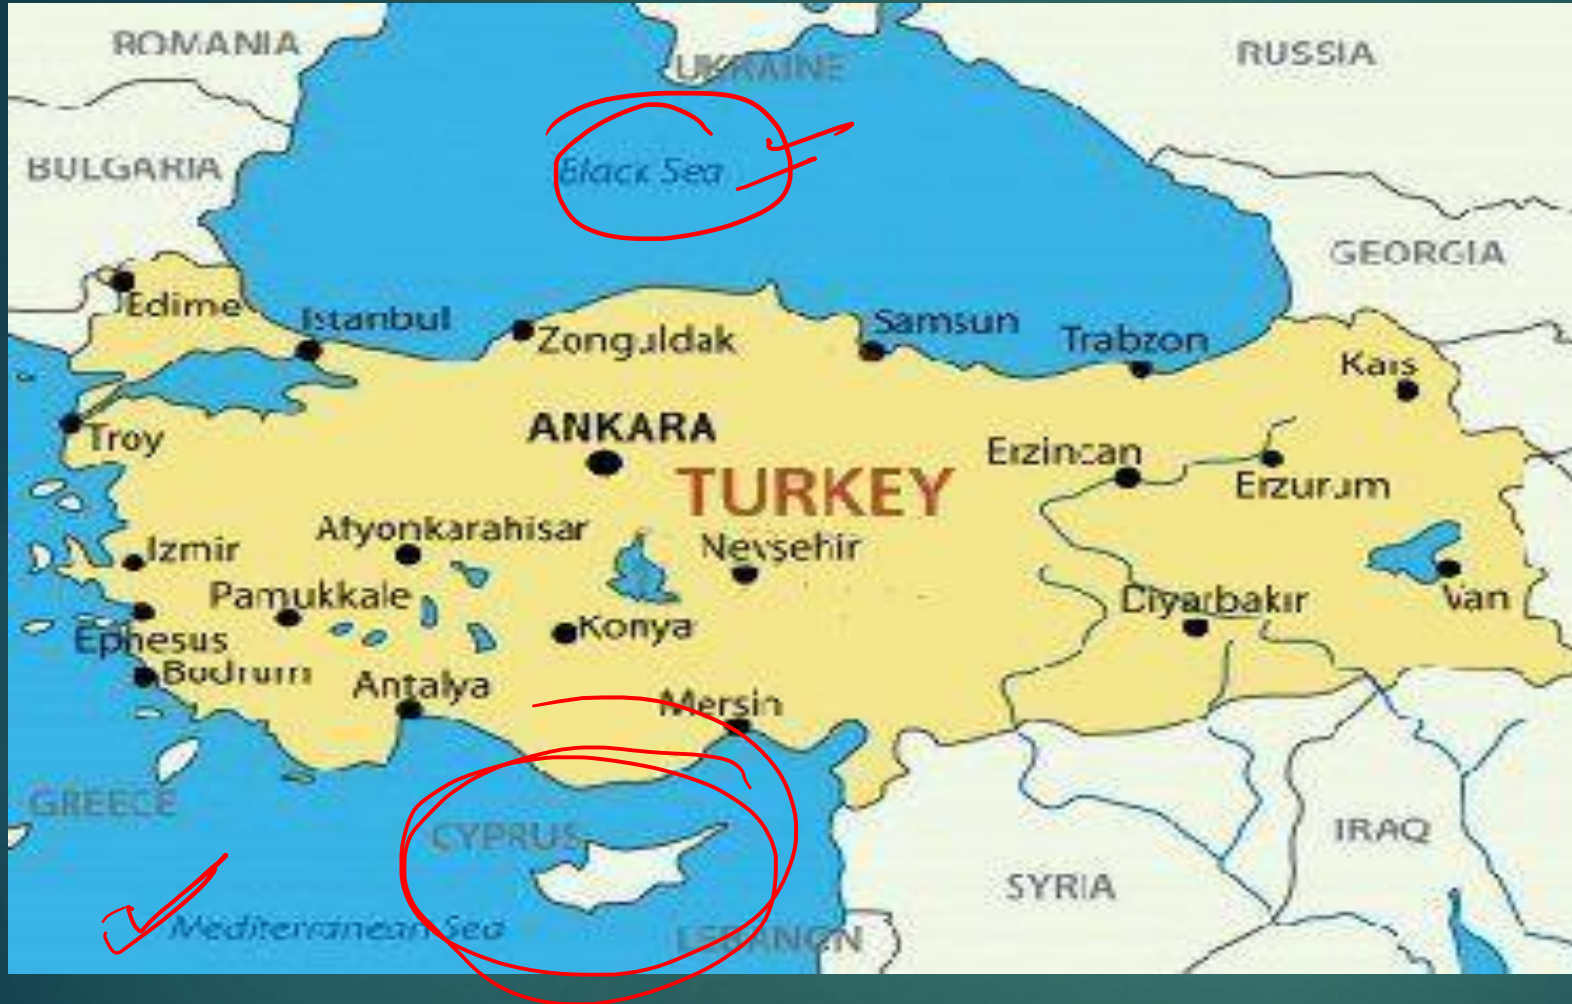 ROMANIA
UKRAINE
RUSSIA
BULGARIA
Black Sea
GEORGIA
Edirne
Istanbul
Zonguldak
Samsun
Trabzon
Kars
Troy
ANKARA
Erzincan
TURKEY
Erzurum
Afyonkarahisar
Izmir
Nevsehir
Pamukkale
Diyarbakır
Van
Konya
Ephesus
Bodrum
Antalya
Mersin
GREECE
CYPRUS
IRAQ
SYRIA
Mediterranean Sea
LEBANON